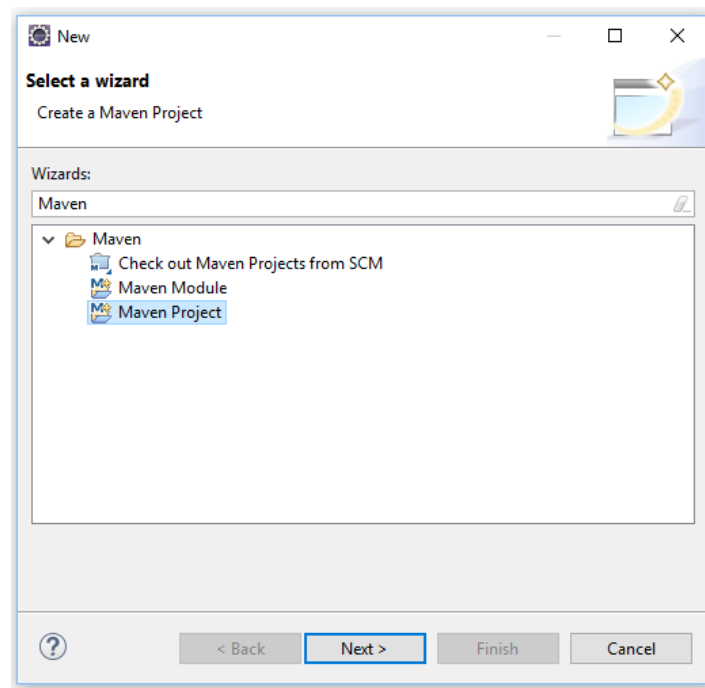 New
Select a wizard
Create a Maven Project
Wizards:
Maven
Maven
Check out Maven Projects from SCM
Maven Module
Maven Project
? < Back Next > Finish Cancel